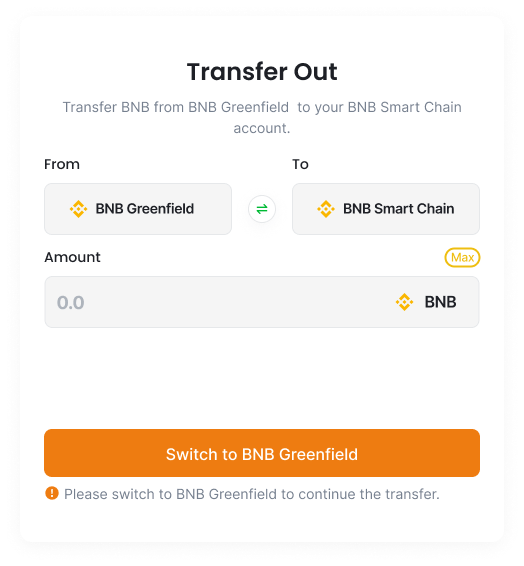 Transfer Out
Transfer BNB from BNB Greenfield  to your BNB Smart Chain
account.
From
To
BNB Greenfield
BNB Smart Chain
Amount
Max
0.0
BNB
Switch to BNB Greenfield
Please switch to BNB Greenfield to continue the transfer.